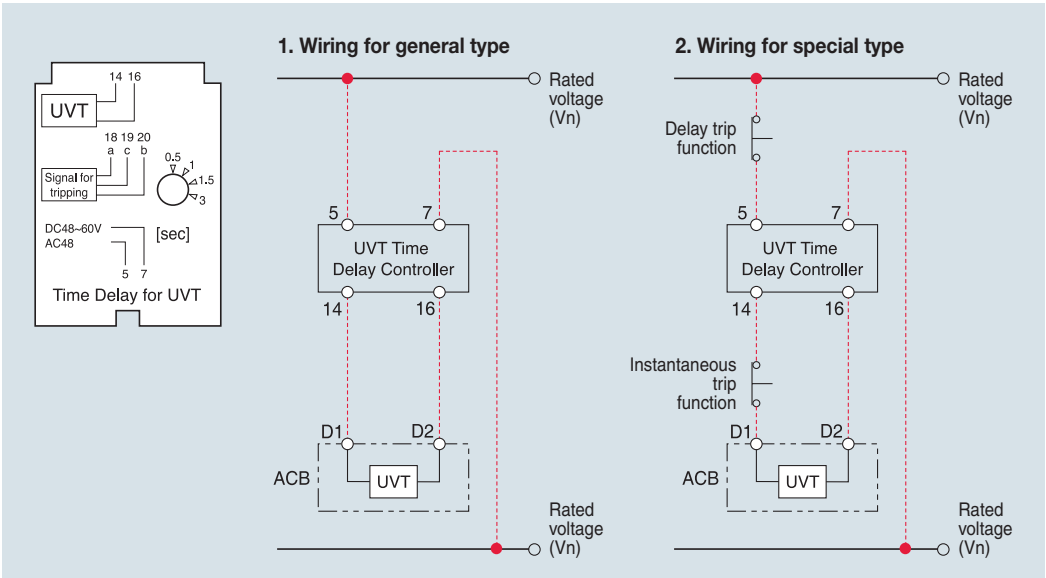 14 16
UVT
18 19 20
a c b
Signal for
tripping
0.5
1
1.5
3
DC48~60V
AC48
[sec]
5 7
Time Delay for UVT
1. Wiring for general type
Rated
voltage
(Vn)
5 7
UVT Time
Delay Controller
14 16
D1 D2
ACB
UVT
Rated
voltage
(Vn)
2. Wiring for special type
Rated
voltage
(Vn)
Delay trip
function
5 7
UVT Time
Delay Controller
14 16
Instantaneous
trip
function
D1 D2
ACB
UVT
Rated
voltage
(Vn)